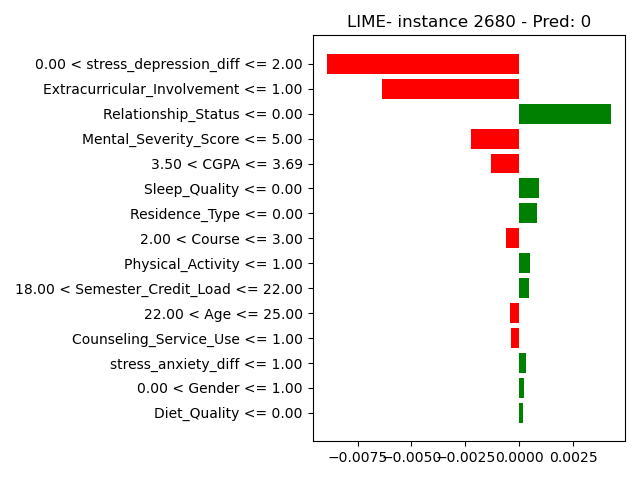 LIME- instance 2680 - Pred: 0
0.00 < stress_depression_diff <= 2.00
Extracurricular_Involvement <= 1.00
Relationship_Status <= 0.00
Mental_Severity_Score <= 5.00
3.50 < CGPA <= 3.69
Sleep_Quality <= 0.00
Residence_Type <= 0.00
2.00 < Course <= 3.00
Physical_Activity <= 1.00
18.00 < Semester_Credit_Load <= 22.00
22.00 < Age <= 25.00
Counseling_Service_Use <= 1.00
stress_anxiety_diff <= 1.00
0.00 < Gender <= 1.00
Diet_Quality <= 0.00
−0.0075 −0.0050 −0.0025 0.0000 0.0025